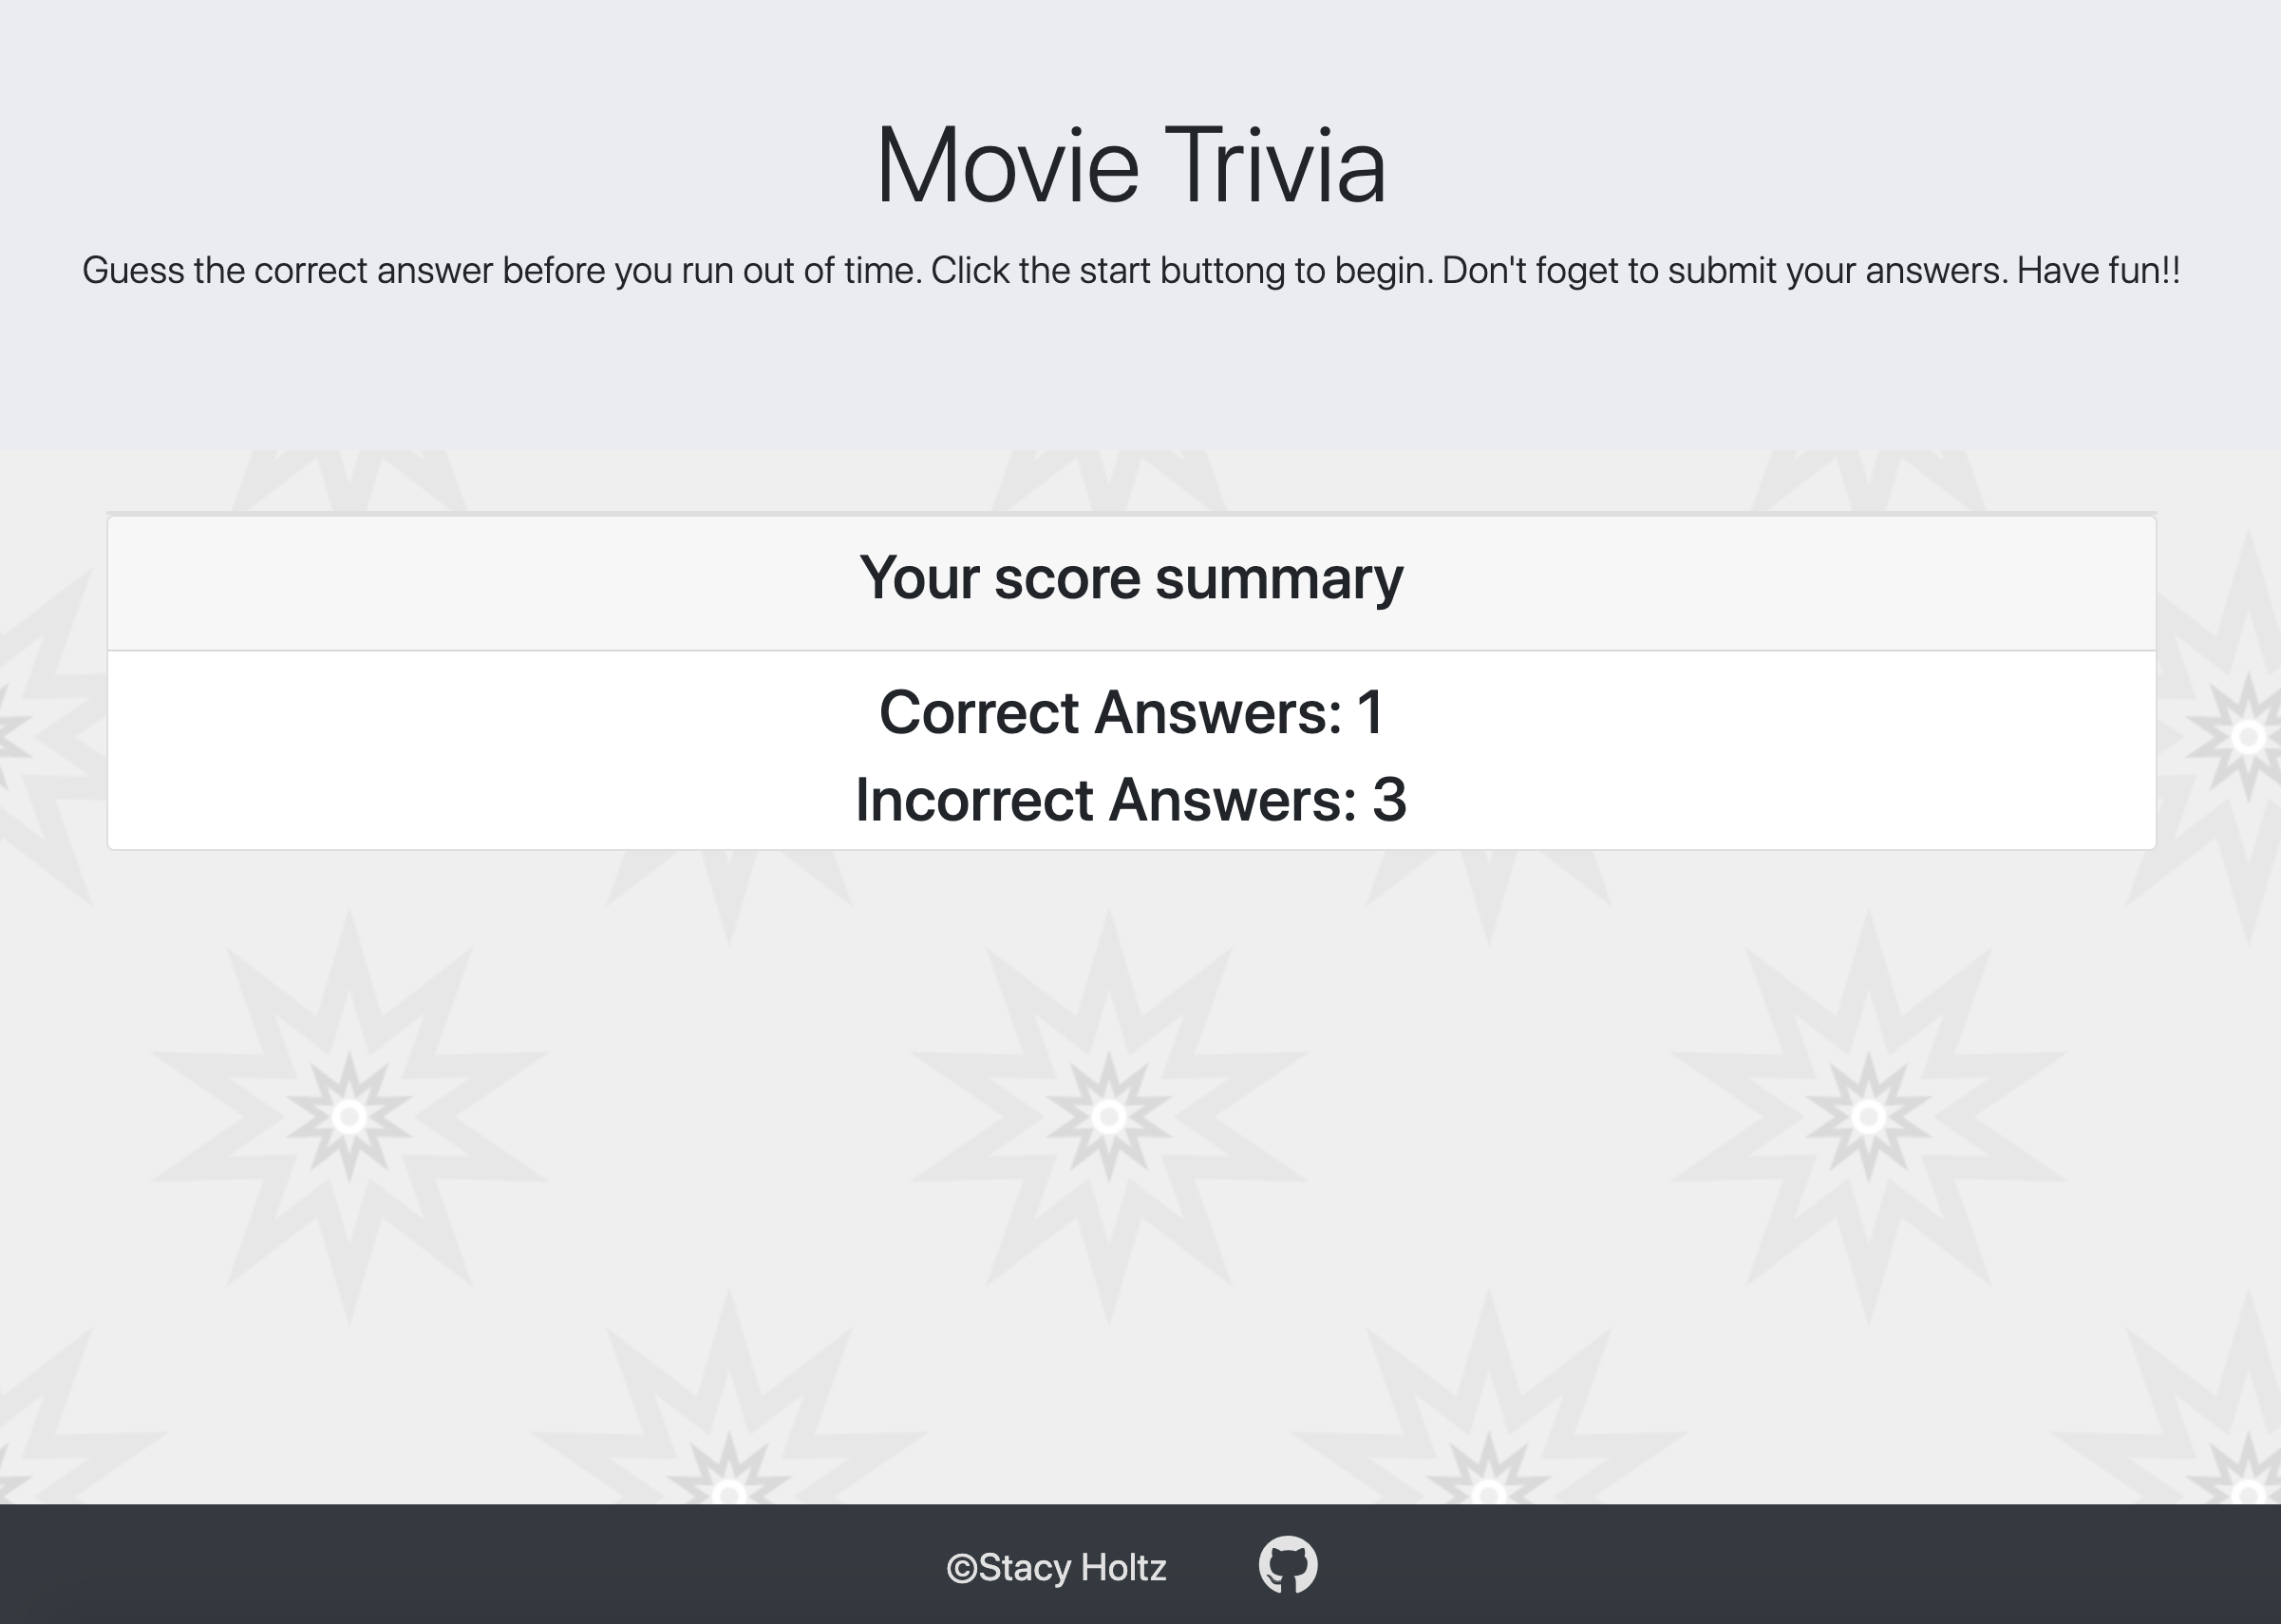 Movie Trivia
Guess the correct answer before you run out of time. Click the start buttong to begin. Don't foget to submit your answers. Have fun!!
Your score summary
Correct Answers: 1
Incorrect Answers: 3
©Stacy Holtz